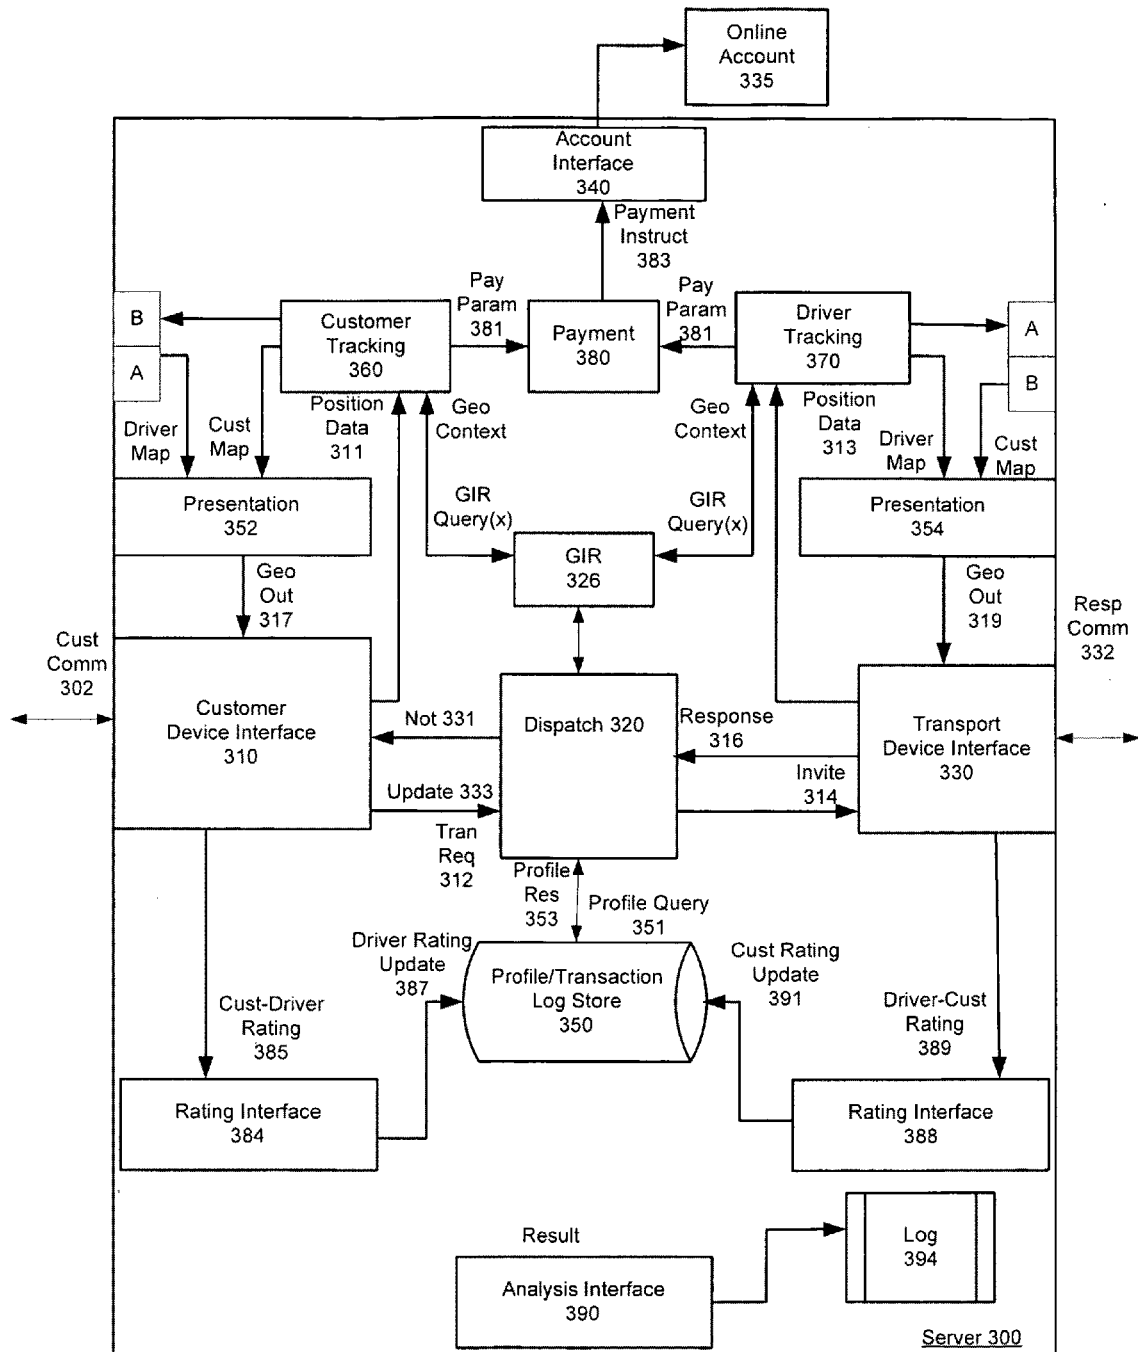 Online
Account
335
Account
Interface
340
Payment
Instruct
383
Pay
Param
381
Pay
Param
381
B
A
Customer
Tracking
360
Payment
380
Driver
Tracking
370
A
B
Driver
Map
Cust
Map
Position
Data
311
Geo
Context
Geo
Context
Position
Data
313
Driver
Map
Cust
Map
Presentation
352
GIR
Query(x)
GIR
Query(x)
Presentation
354
GIR
326
Geo
Out
317
Geo
Out
319
Cust
Comm
302
Resp
Comm
332
Customer
Device Interface
310
Not 331
Dispatch 320
Response
316
Transport
Device Interface
330
Update 333
Invite
314
Tran
Req
312
Profile
Res
353
Profile Query
351
Driver Rating
Update
387
Profile/Transaction
Log Store
350
Cust Rating
Update
391
Cust-Driver
Rating
385
Driver-Cust
Rating
389
Rating Interface
384
Rating Interface
388
Result
Log
394
Analysis Interface
390
Server 300